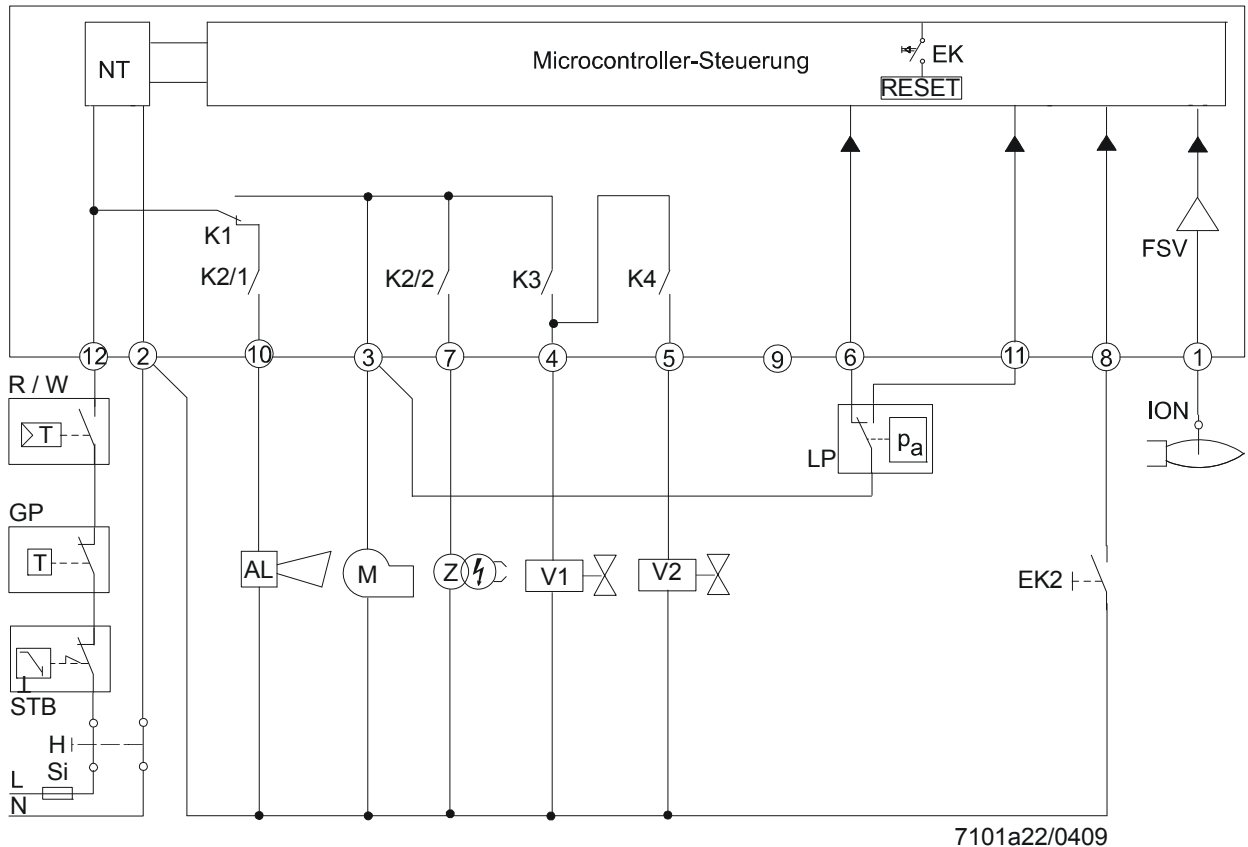 NT
Microcontroller-Steuerung
EK
RESET
FSV
K1
K2/1
K2/2
K3
K4
12
2
10
3
7
4
5
9
6
11
8
1
R / W
T
GP
T
STB
H
Si
L
N
AL
M
Z
V1
V2
LP
pa
EK2
ION
7101a22/0409